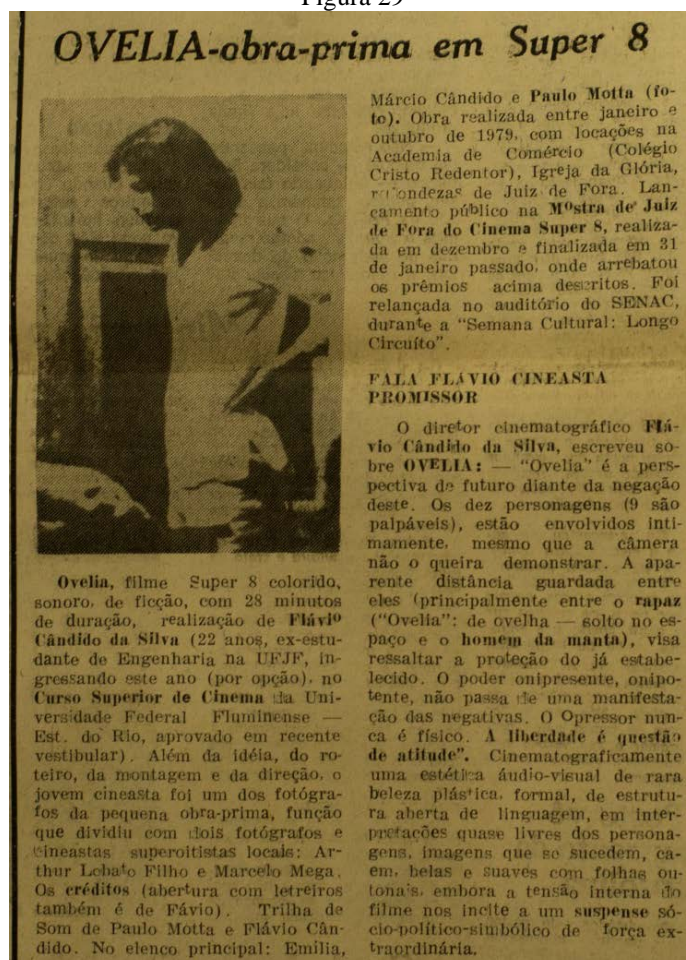 Figura 29
OVELIA-obra-prima em Super 8
Ovelia, filme Super 8 colorido,
sonoro, de ficção, com 28 minutos
de duração, realização de Flávio
Cândido da Silva (22 anos, ex-estu-
dante de Engenharia na UFJF, in-
gressando este ano (por opção), no
Curso Superior de Cinema da Uni-
versidade Federal Fluminense —
Est. do Rio, aprovado em recente
vestibular). Além da idéia, do ro-
teiro, da montagem e da direção, o
jovem cineasta foi um dos fotógra-
fos da pequena obra-prima, função
que dividiu com dois fotógrafos e
cineastas superoitistas locais: Ar-
thur Lobato Filho e Marcelo Mega.
Os créditos (abertura com letreiros
também é de Fávio). Trilha de
Som de Paulo Motta e Flávio Cân-
dido. No elenco principal: Emilia,
Márcio Cândido e Paulo Motta (fo-
to). Obra realizada entre janeiro e
outubro de 1979, com locações na
Academia de Comércio (Colégio
Cristo Redentor), Igreja da Glória,
redondezas de Juiz de Fora. Lan-
çamento público na Mostra de Juiz
de Fora do Cinema Super 8, realiza-
da em dezembro e finalizada em 31
de janeiro passado, onde arrebatou
os prêmios acima descritos. Foi
relançada no auditório do SENAC,
durante a "Semana Cultural: Longo
Circuíto".
FALA FLÁVIO CINEASTA
PROMISSOR
O diretor cinematográfico Flá-
vio Cândido da Silva, escreveu so-
bre OVELIA: — "Ovelia" é a pers-
pectiva de futuro diante da negação
deste. Os dez personagens (9 são
palpáveis), estão envolvidos inti-
mamente, mesmo que a câmera
não o queira demonstrar. A apa-
rente distância guardada entre
eles (principalmente entre o rapaz
("Ovelia": de ovelha — solto no es-
paço e o homem da manta), visa
ressaltar a proteção do já estabe-
lecido. O poder onipresente, onipo-
tente, não passa de uma manifesta-
ção das negativas. O Opressor nun-
ca é físico. A liberdade é questão
de atitude". Cinematograficamente
uma estética áudio-visual de rara
beleza plástica, formal, de estrutu-
ra aberta de linguagem, em inter-
pretações quase livres dos persona-
gens, imagens que se sucedem, ca-
em, belas e suaves com folhas ou-
tonais, embora a tensão interna do
filme nos incite a um suspense só-
cio-político-simbólico de força ex-
traordinária.